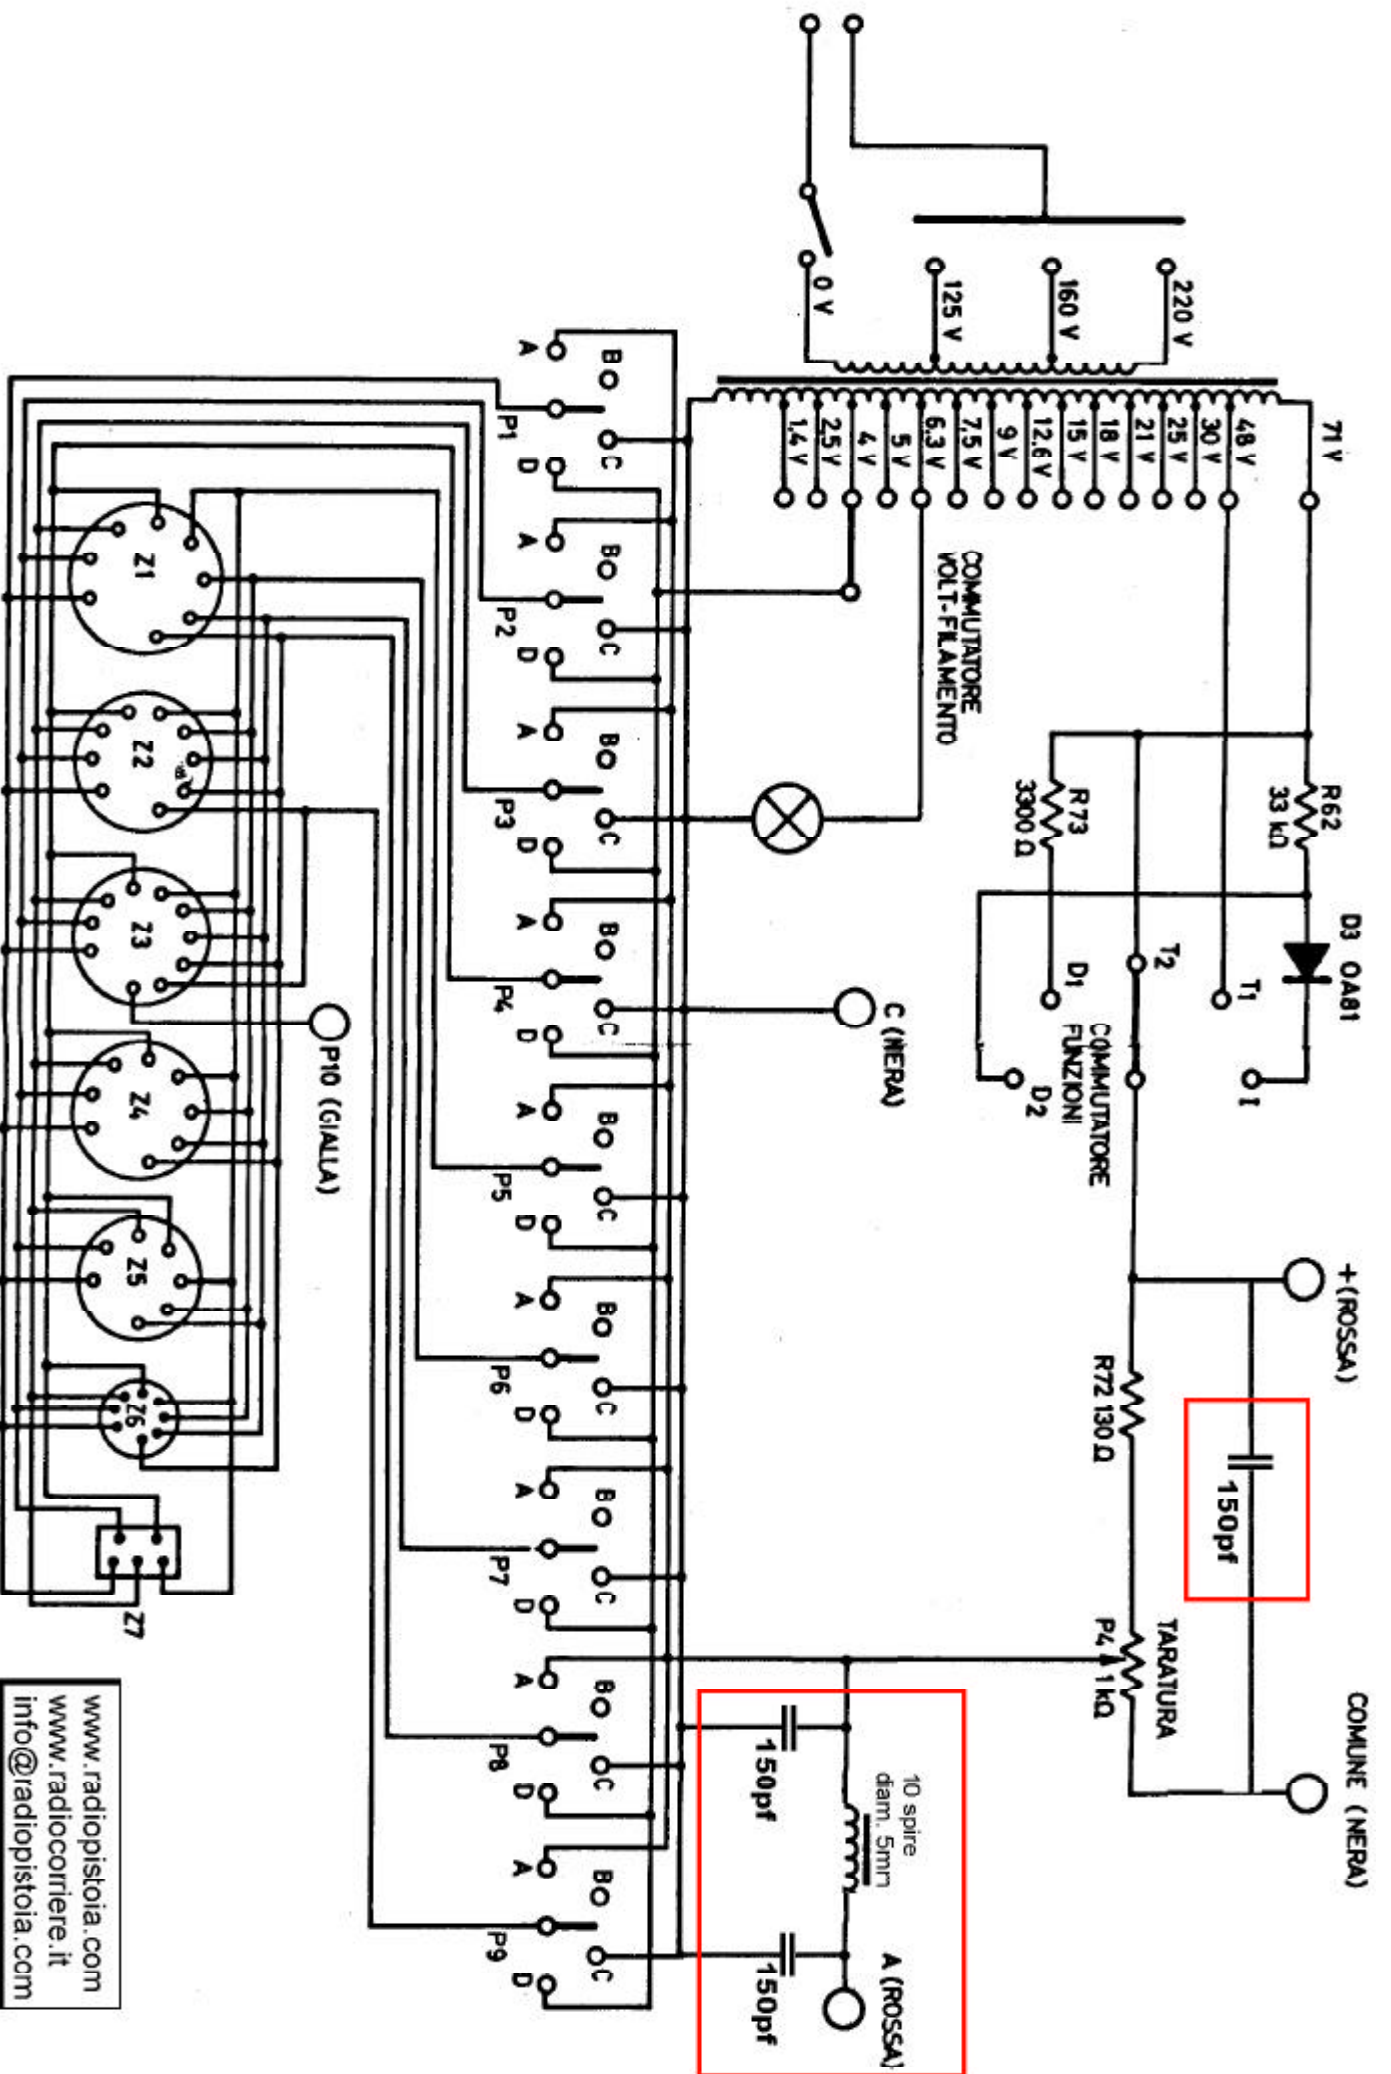 0 V
125 V
160 V
220 V
71 V
48 V
30 V
25 V
21 V
18 V
15 V
12.6 V
9 V
7,5 V
6,3 V
5 V
4 V
2,5 V
1,4 V
COMMUTATORE
VOLT-FILAMENTO
R62
33 kΩ
R73
3300 Ω
D3 OA81
T1
T2
D1
D2
I
COMMUTATORE
FUNZIONI
+(ROSSA)
COMUNE (NERA)
150pf
R72 130Ω
TARATURA
P4 1kΩ
C (NERA)
10 spire
diam. 5mm
150pf
150pf
A (ROSSA)
A B C D
P1
A B C D
P2
A B C D
P3
A B C D
P4
A B C D
P5
A B C D
P6
A B C D
P7
A B C D
P8
A B C D
P9
P10 (GIALLA)
Z1
Z2
Z3
Z4
Z5
Z6
Z7
www.radiopistoia.com
www.radiocorriere.it
info@radiopistoia.com